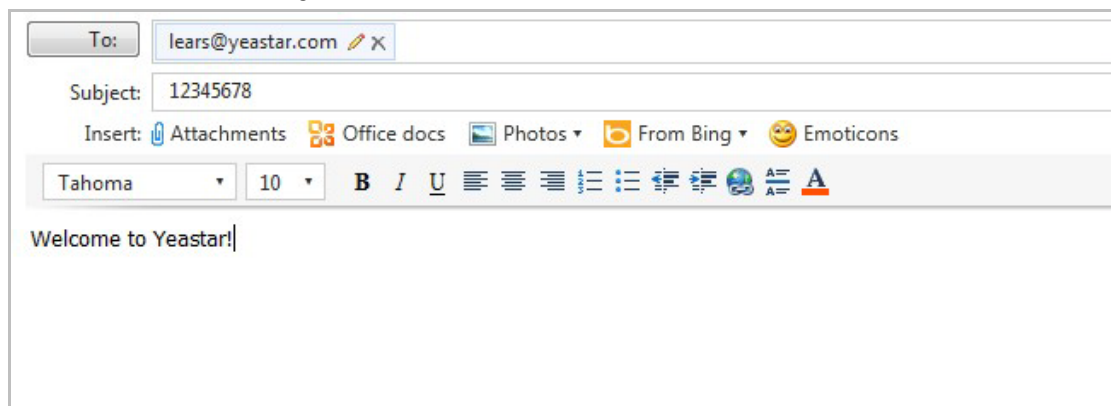 To: lears@yeastar.com
Subject: 12345678
Insert: Attachments Office docs Photos From Bing Emoticons
Tahoma 10 B I U A
Welcome to Yeastar!